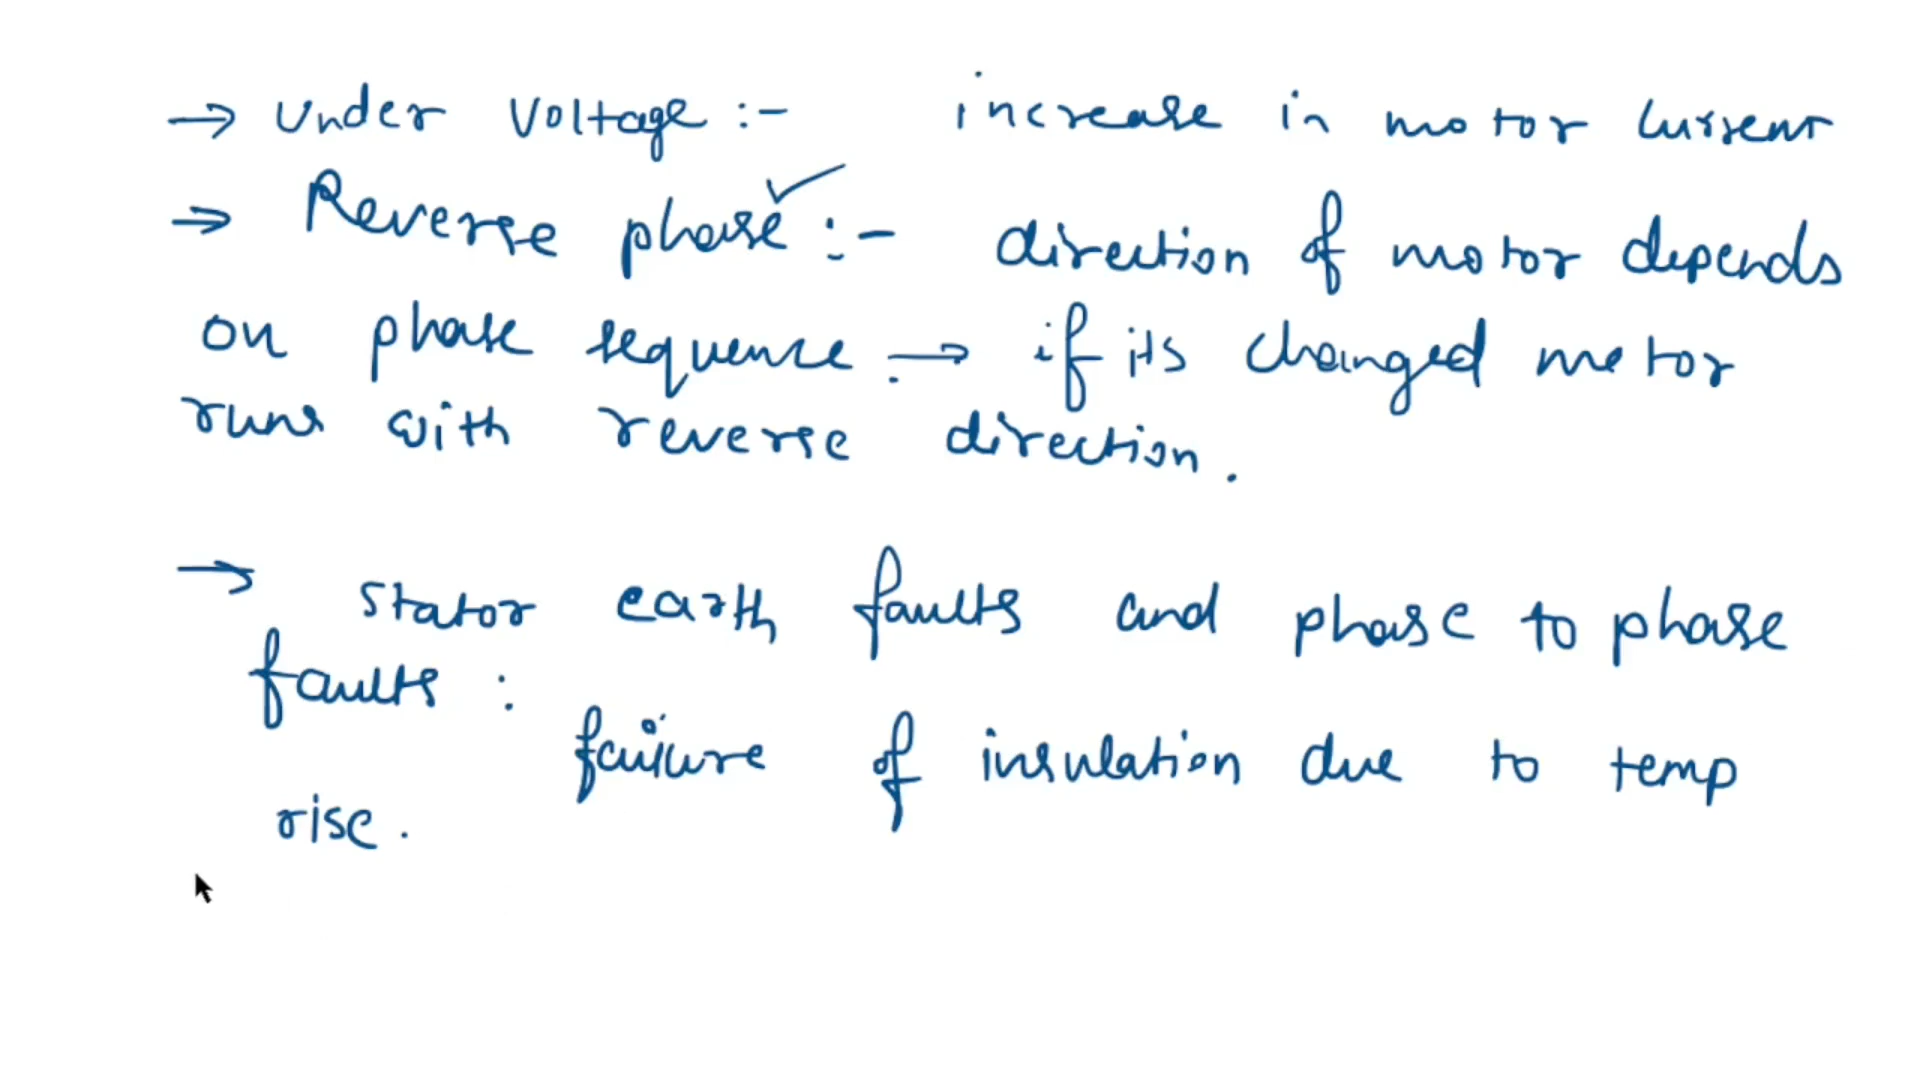 → Under Voltage :- increase in motor current
→ Reverse phase ✓ :- direction of motor depends
on phase sequence. → if its changed motor
runs with reverse direction.
→ Stator earth faults and phase to phase
faults :
failure of insulation due to temp
rise.